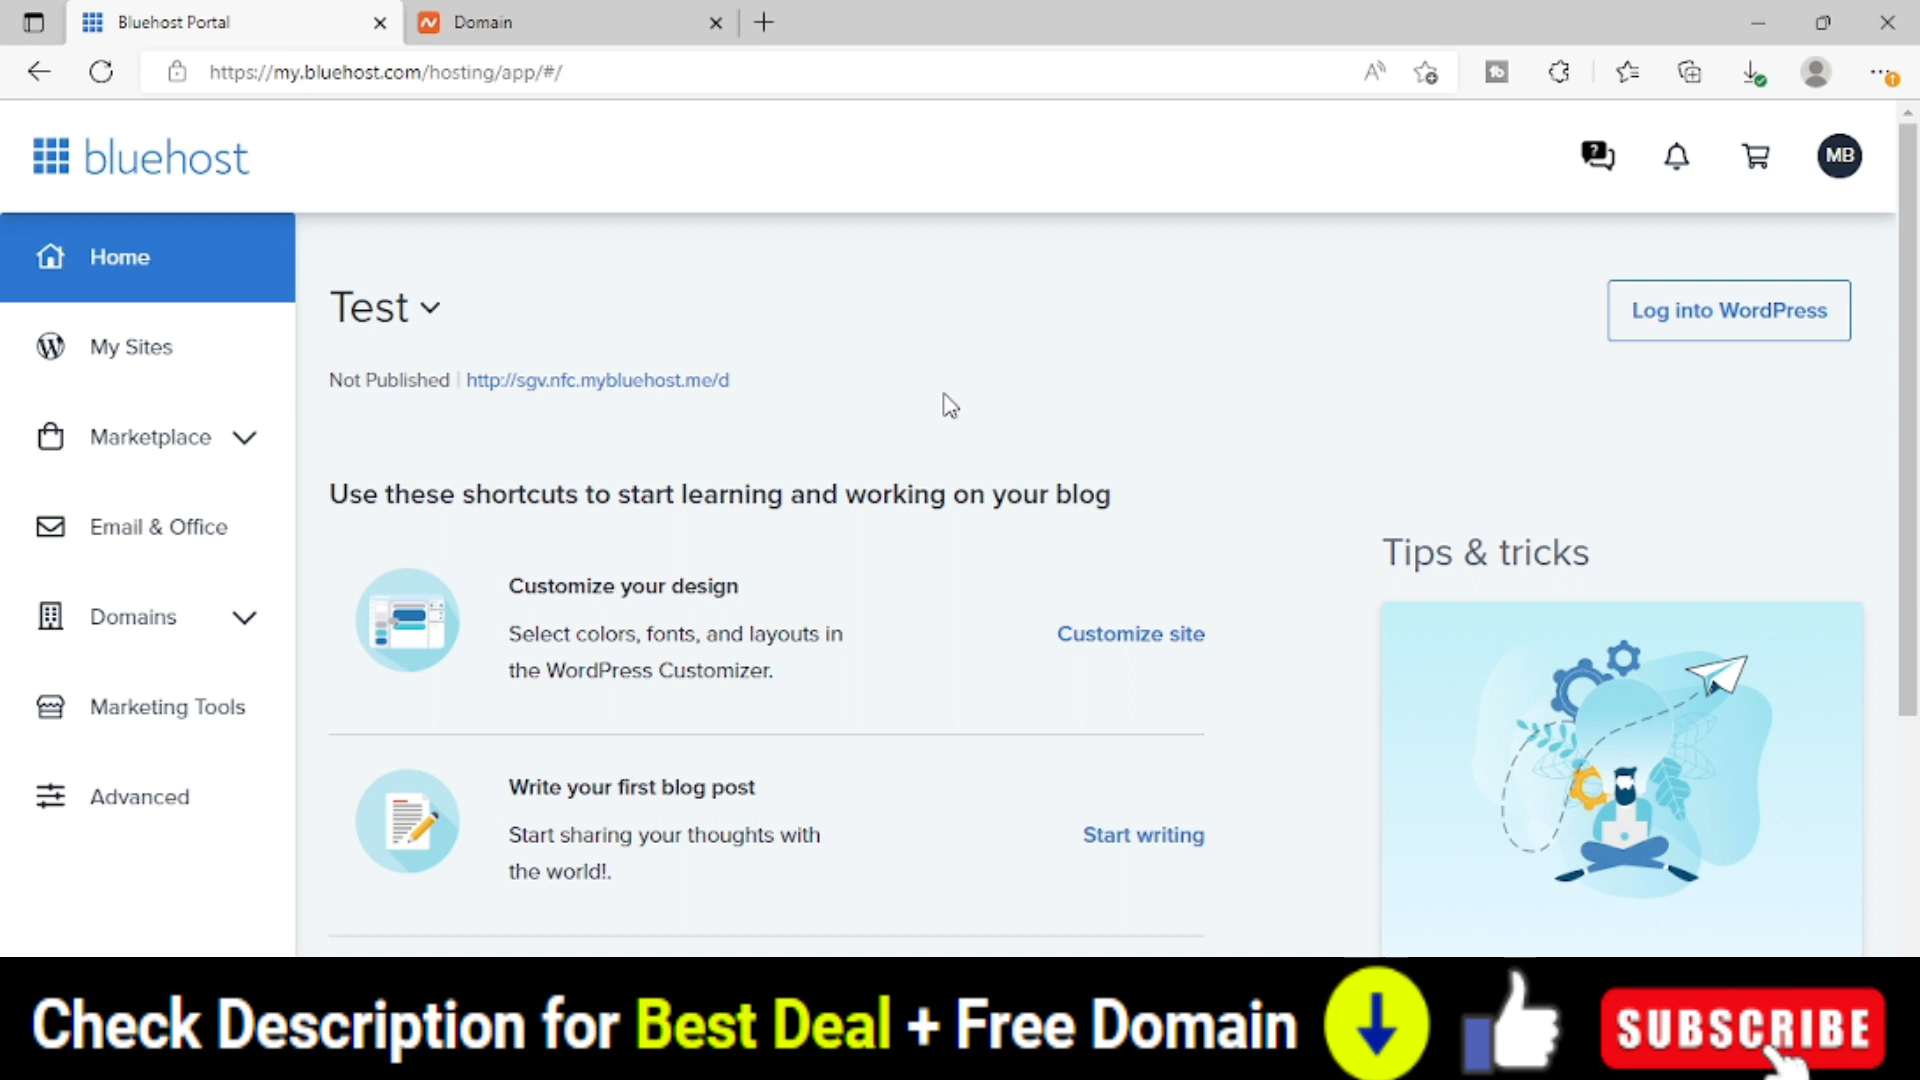 Bluehost Portal
Domain
https://my.bluehost.com/hosting/app/#/
bluehost
MB
Home
My Sites
Marketplace
Email & Office
Domains
Marketing Tools
Advanced
Test
Log into WordPress
Not Published
http://sgv.nfc.mybluehost.me/d
Use these shortcuts to start learning and working on your blog
Customize your design
Select colors, fonts, and layouts in
the WordPress Customizer.
Customize site
Write your first blog post
Start sharing your thoughts with
the world!.
Start writing
Tips & tricks
Check Description for Best Deal + Free Domain
SUBSCRIBE